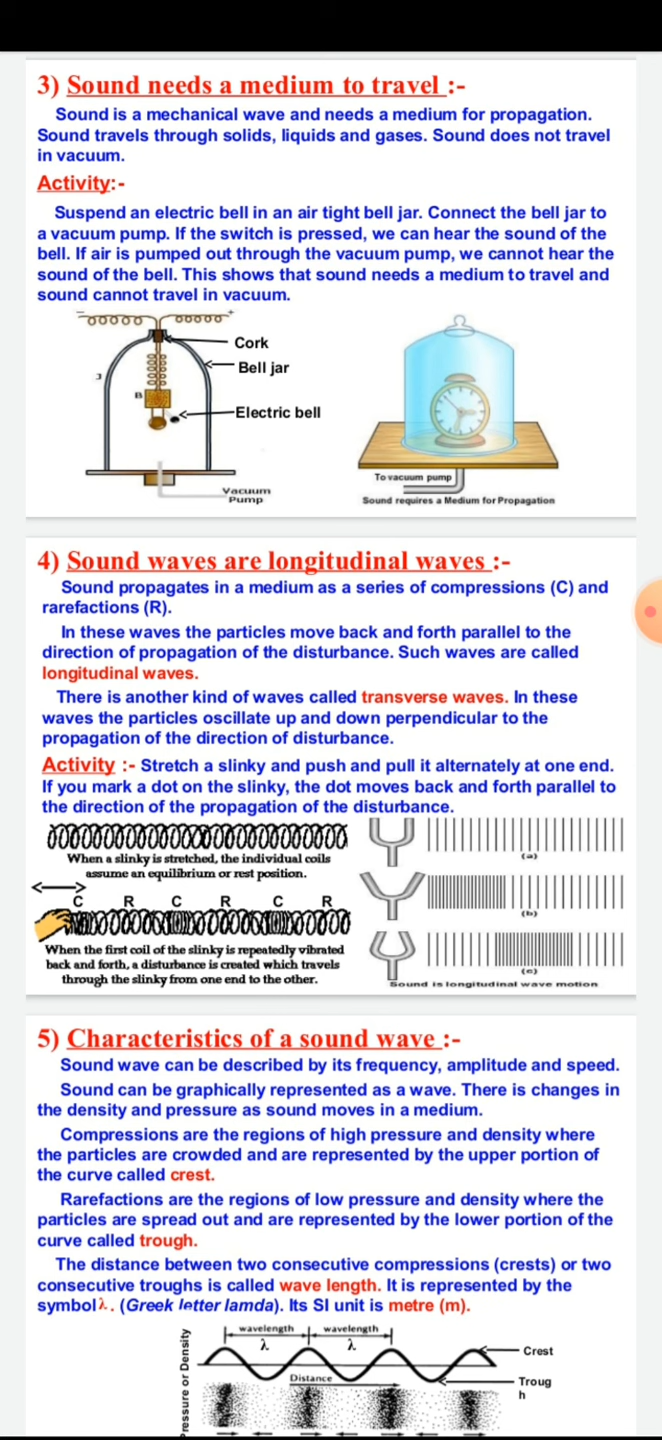 3) Sound needs a medium to travel :-
Sound is a mechanical wave and needs a medium for propagation.
Sound travels through solids, liquids and gases. Sound does not travel
in vacuum.
Activity:-
Suspend an electric bell in an air tight bell jar. Connect the bell jar to
a vacuum pump. If the switch is pressed, we can hear the sound of the
bell. If air is pumped out through the vacuum pump, we cannot hear the
sound of the bell. This shows that sound needs a medium to travel and
sound cannot travel in vacuum.
Cork
Bell jar
J
B
Electric bell
Vacuum
Pump
To vacuum pump
Sound requires a Medium for Propagation
4) Sound waves are longitudinal waves :-
Sound propagates in a medium as a series of compressions (C) and
rarefactions (R).
In these waves the particles move back and forth parallel to the
direction of propagation of the disturbance. Such waves are called
longitudinal waves.
There is another kind of waves called transverse waves. In these
waves the particles oscillate up and down perpendicular to the
propagation of the direction of disturbance.
Activity :- Stretch a slinky and push and pull it alternately at one end.
If you mark a dot on the slinky, the dot moves back and forth parallel to
the direction of the propagation of the disturbance.
When a slinky is stretched, the individual coils
assume an equilibrium or rest position.
C R C R C R
When the first coil of the slinky is repeatedly vibrated
back and forth, a disturbance is created which travels
through the slinky from one end to the other.
(a)
(b)
(c)
Sound is longitudinal wave motion
5) Characteristics of a sound wave :-
Sound wave can be described by its frequency, amplitude and speed.
Sound can be graphically represented as a wave. There is changes in
the density and pressure as sound moves in a medium.
Compressions are the regions of high pressure and density where
the particles are crowded and are represented by the upper portion of
the curve called crest.
Rarefactions are the regions of low pressure and density where the
particles are spread out and are represented by the lower portion of the
curve called trough.
The distance between two consecutive compressions (crests) or two
consecutive troughs is called wave length. It is represented by the
symbol λ. (Greek letter lamda). Its SI unit is metre (m).
wavelength wavelength
λ λ
Crest
Distance
Troug
h
Pressure or Density